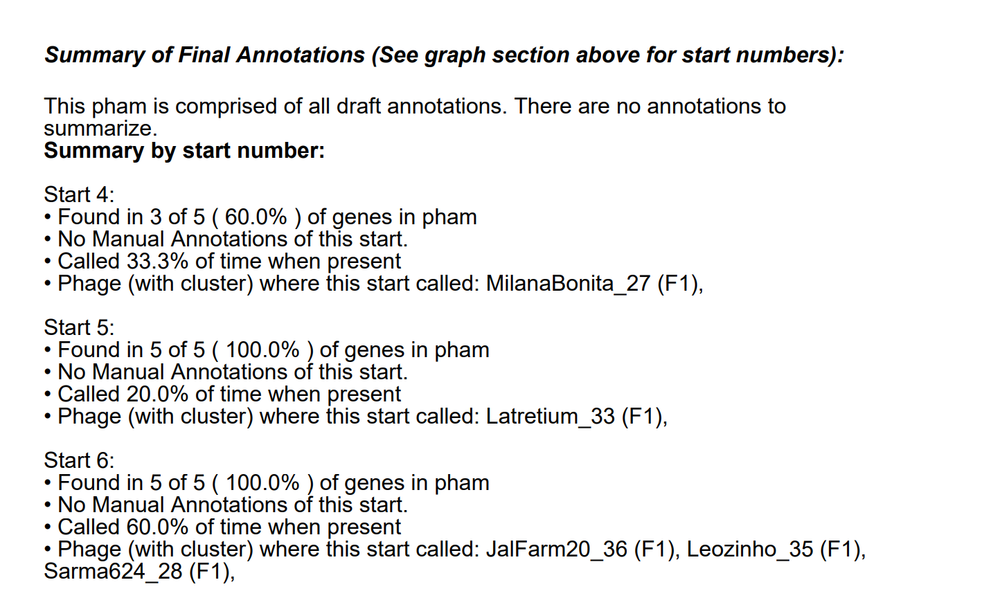 Summary of Final Annotations (See graph section above for start numbers):
This pham is comprised of all draft annotations. There are no annotations to
summarize.
Summary by start number:
Start 4:
• Found in 3 of 5 ( 60.0% ) of genes in pham
• No Manual Annotations of this start.
• Called 33.3% of time when present
• Phage (with cluster) where this start called: MilanaBonita_27 (F1),
Start 5:
• Found in 5 of 5 ( 100.0% ) of genes in pham
• No Manual Annotations of this start.
• Called 20.0% of time when present
• Phage (with cluster) where this start called: Latretium_33 (F1),
Start 6:
• Found in 5 of 5 ( 100.0% ) of genes in pham
• No Manual Annotations of this start.
• Called 60.0% of time when present
• Phage (with cluster) where this start called: JalFarm20_36 (F1), Leozinho_35 (F1),
Sarma624_28 (F1),